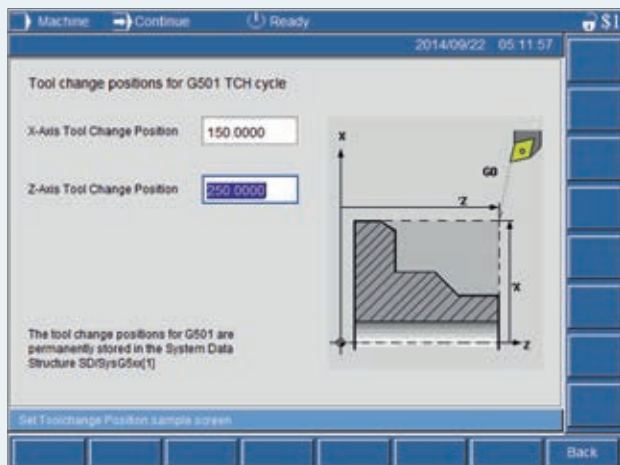 Machine Continue Ready $1
2014/09/22 05:11:57
Tool change positions for G501 TCH cycle
X-Axis Tool Change Position 150.0000
Z-Axis Tool Change Position 250.0000
X
G0
'Z
'X
Z
The tool change positions for G501 are
permanently stored in the System Data
Structure SD/SysG5xx[1]
Set Toolchange Position sample screen
Back